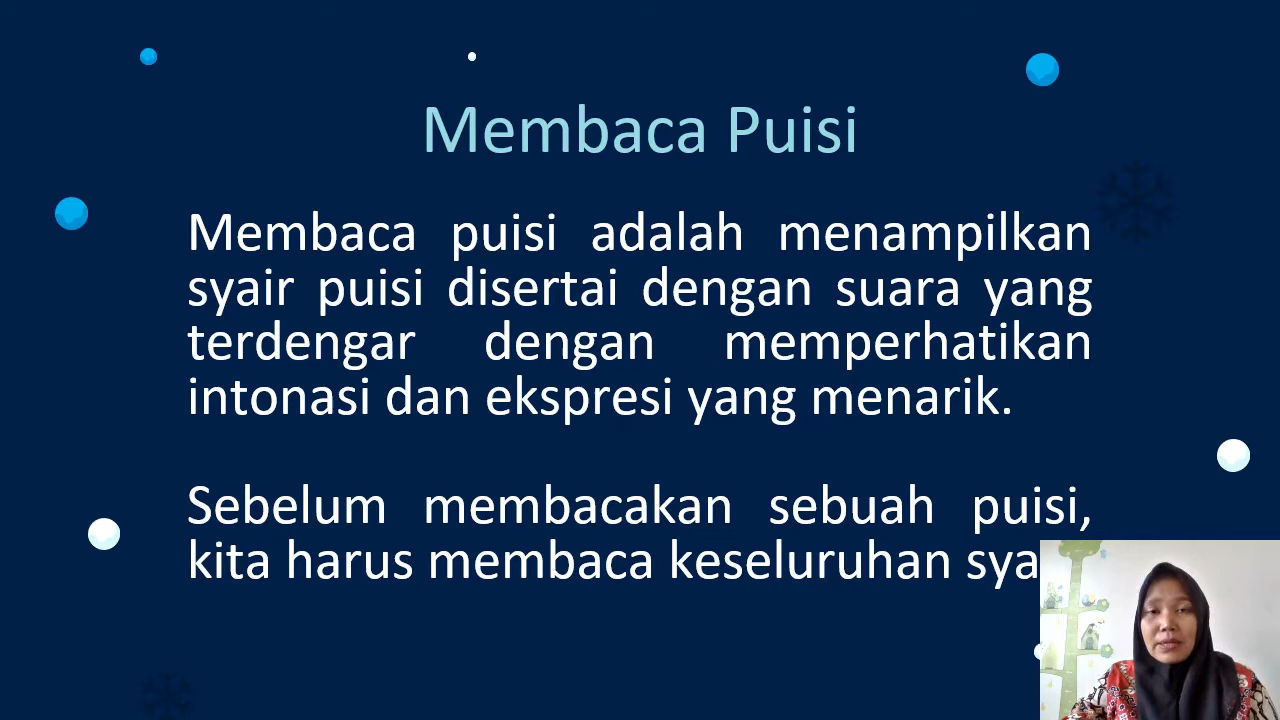 Membaca Puisi
Membaca puisi adalah menampilkan
syair puisi disertai dengan suara yang
terdengar dengan memperhatikan
intonasi dan ekspresi yang menarik.
Sebelum membacakan sebuah puisi,
kita harus membaca keseluruhan